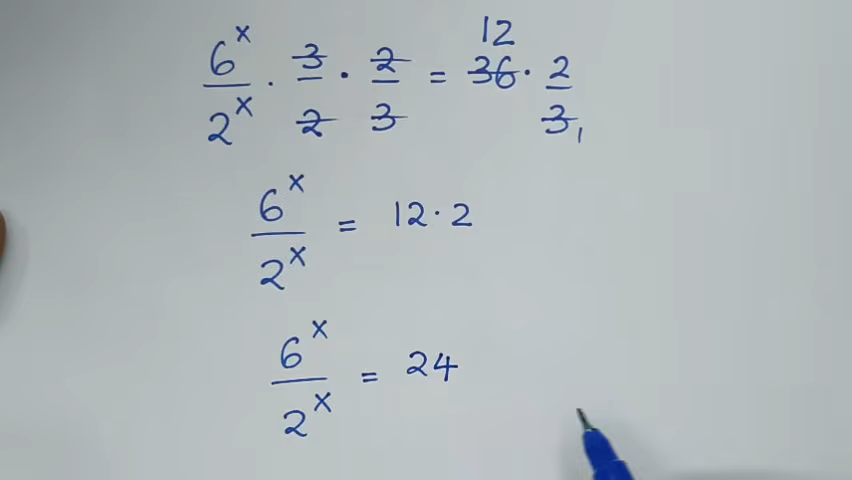 12
6^x/2^x · 3/2 · 2/3 = 36 · 2/3 1
6^x/2^x = 12 · 2
6^x/2^x = 24